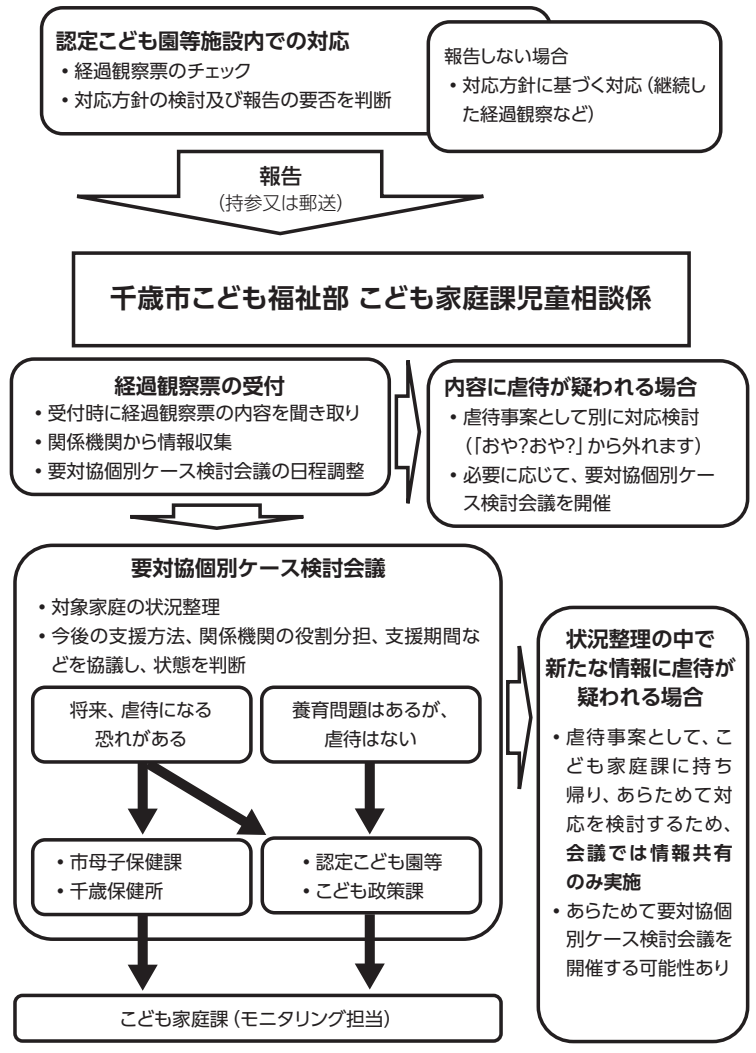 認定こども園等施設内での対応
・経過観察票のチェック
・対応方針の検討及び報告の要否を判断
報告しない場合
・対応方針に基づく対応（継続し
た経過観察など）
報告
（持参又は郵送）
千歳市こども福祉部 こども家庭課児童相談係
経過観察票の受付
・受付時に経過観察票の内容を聞き取り
・関係機関から情報収集
・要対協個別ケース検討会議の日程調整
内容に虐待が疑われる場合
・虐待事案として別に対応検討
（「おや?おや?」から外れます）
・必要に応じて、要対協個別ケー
ス検討会議を開催
要対協個別ケース検討会議
・対象家庭の状況整理
・今後の支援方法、関係機関の役割分担、支援期間な
どを協議し、状態を判断
将来、虐待になる
恐れがある
養育問題はあるが、
虐待はない
・市母子保健課
・千歳保健所
・認定こども園等
・こども政策課
こども家庭課（モニタリング担当）
状況整理の中で
新たな情報に虐待が
疑われる場合
・虐待事案として、こ
ども家庭課に持ち
帰り、あらためて対
応を検討するため、
会議では情報共有
のみ実施
・あらためて要対協個
別ケース検討会議を
開催する可能性あり